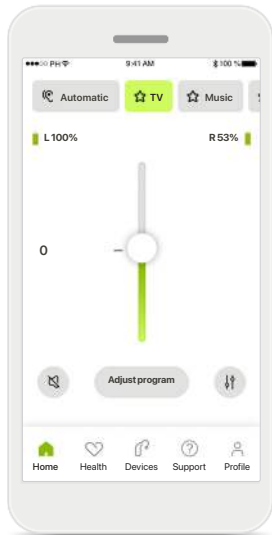 ●●●○○ PH 9:41 AM 100 %
Automatic TV Music
L 100% R 53%
0
Adjust program
Home Health Devices Support Profile